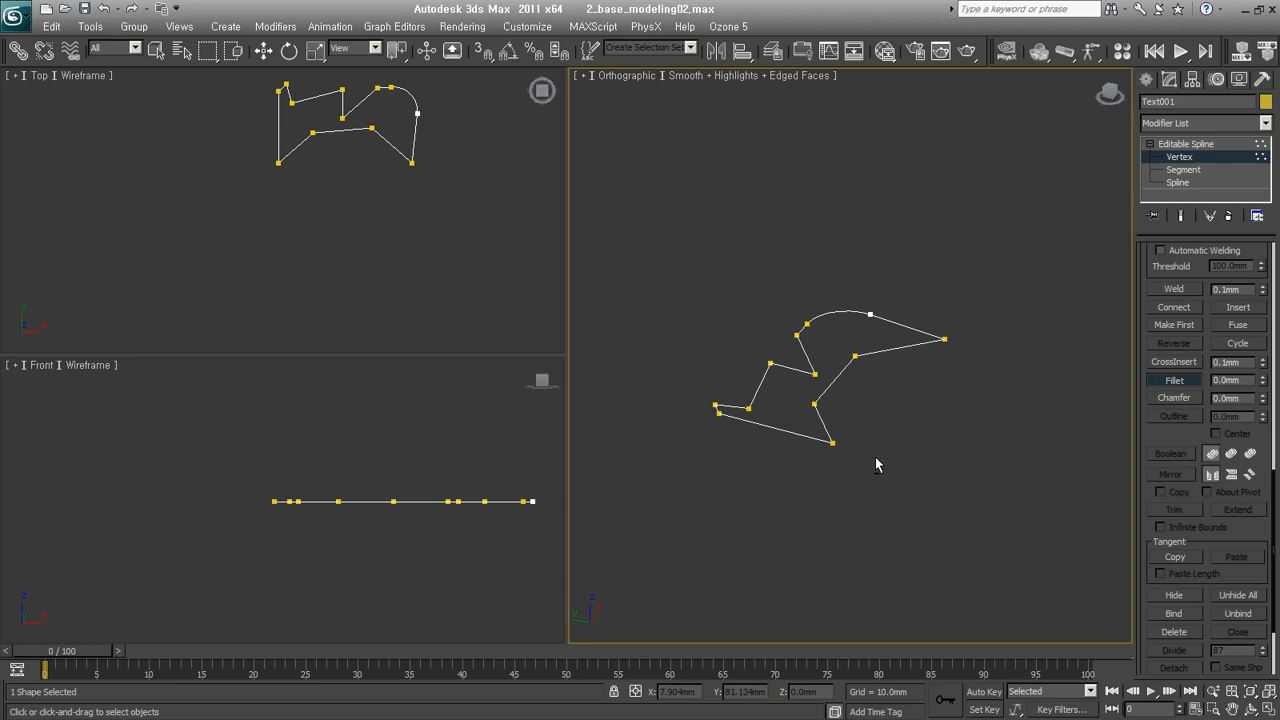 Autodesk 3ds Max 2011 x64 2_base_modeling02.max
Type a keyword or phrase
Edit Tools Group Views Create Modifiers Animation Graph Editors Rendering Customize MAXScript PhysX Ozone 5
All View Create Selection Set
[ + ] Top ] Wireframe ]
[ + ] Orthographic ] Smooth + Highlights + Edged Faces ]
[ + ] Front ] Wireframe ]
Text001
Modifier List
Editable Spline
Vertex
Segment
Spline
Automatic Welding
Threshold 100.0mm
Weld 0.1mm
Connect Insert
Make First Fuse
Reverse Cycle
CrossInsert 0.1mm
Fillet 0.0mm
Chamfer 0.0mm
Outline 0.0mm
Center
Boolean
Mirror
Copy About Pivot
Trim Extend
Infinite Bounds
Tangent
Copy Paste
Paste Length
Hide Unhide All
Bind Unbind
Delete Close
Divide 87
Detach Same Shp
0 / 100
0 5 10 15 20 25 30 35 40 45 50 55 60 65 70 75 80 85 90 95 100
1 Shape Selected X: 7.904mm Y: 81.134mm Z: 0.0mm Grid = 10.0mm Auto Key Selected
Click or click-and-drag to select objects Add Time Tag Set Key Key Filters... 0